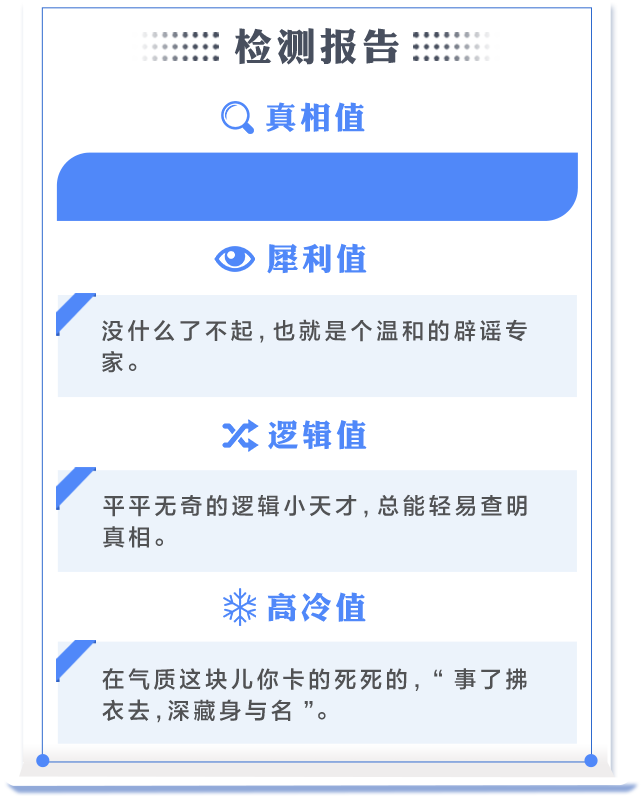 检测报告
真相值
犀利值
没什么了不起,也就是个温和的辟谣专
家。
逻辑值
平平无奇的逻辑小天才,总能轻易查明
真相。
高冷值
在气质这块儿你卡的死死的,“事了拂
衣去,深藏身与名”。